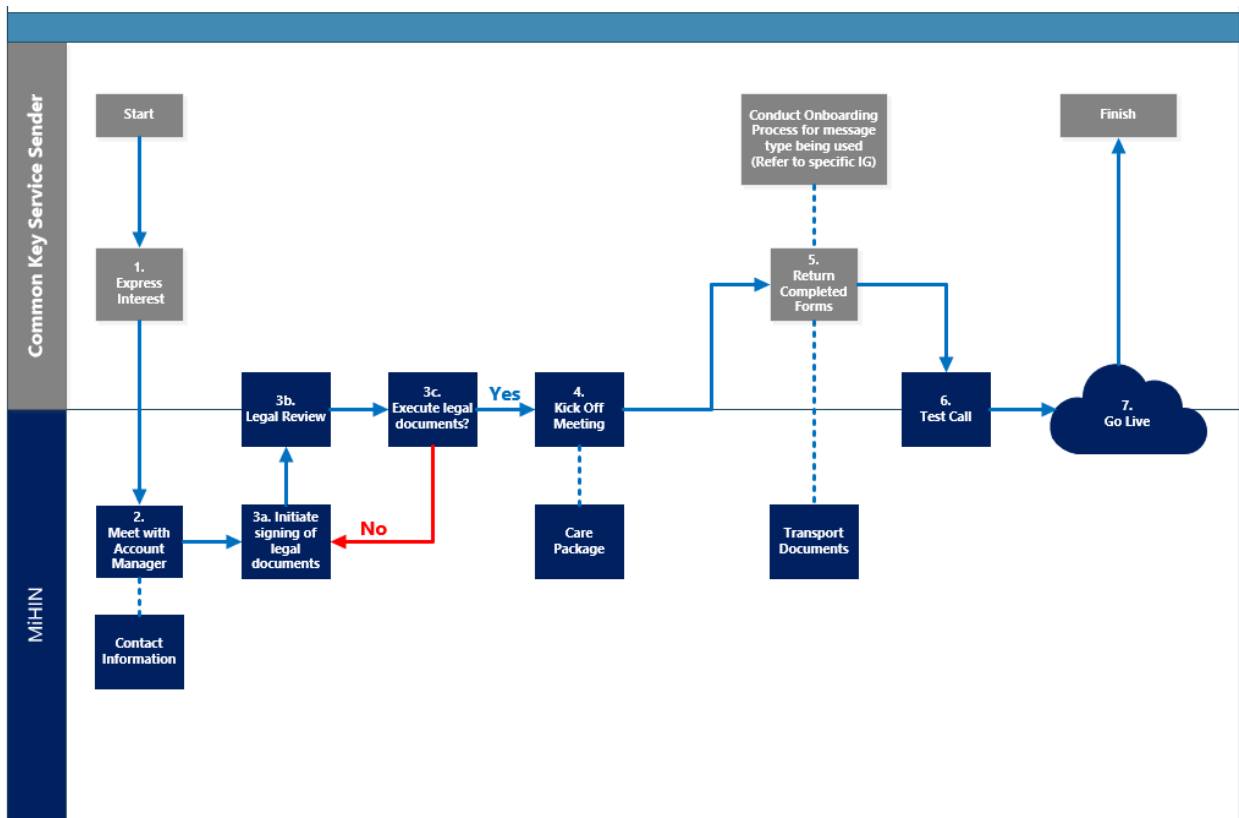 Common Key Service Sender
Start
Conduct Onboarding
Process for message
type being used
(Refer to specific IG)
Finish
1.
Express
Interest
5.
Return
Completed
Forms
3b.
Legal Review
3c.
Execute legal
documents?
Yes
4.
Kick Off
Meeting
6.
Test Call
7.
Go Live
MiHIN
2.
Meet with
Account
Manager
3a. Initiate
signing of
legal
documents
No
Care
Package
Transport
Documents
Contact
Information